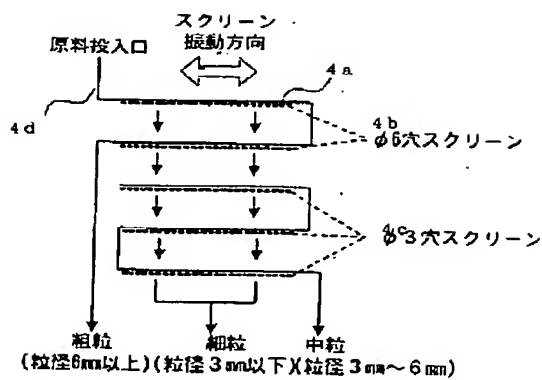 スクリーン
振動方向
原料投入口
4a
4d
4b
φ6穴スクリーン
4c
φ3穴スクリーン
粗粒 細粒 中粒
(粒径6mm以上)(粒径3mm以下)(粒径3mm〜6mm)